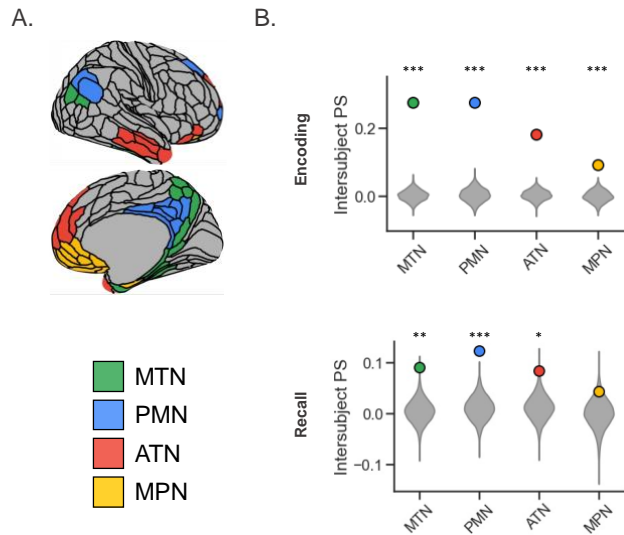 A.
MTN
PMN
ATN
MPN
B.
Encoding
Intersubject PS
*** *** *** ***
0.2
0.0
MTN PMN ATN MPN
Recall
Intersubject PS
** *** *
0.1
0.0
−0.1
MTN PMN ATN MPN